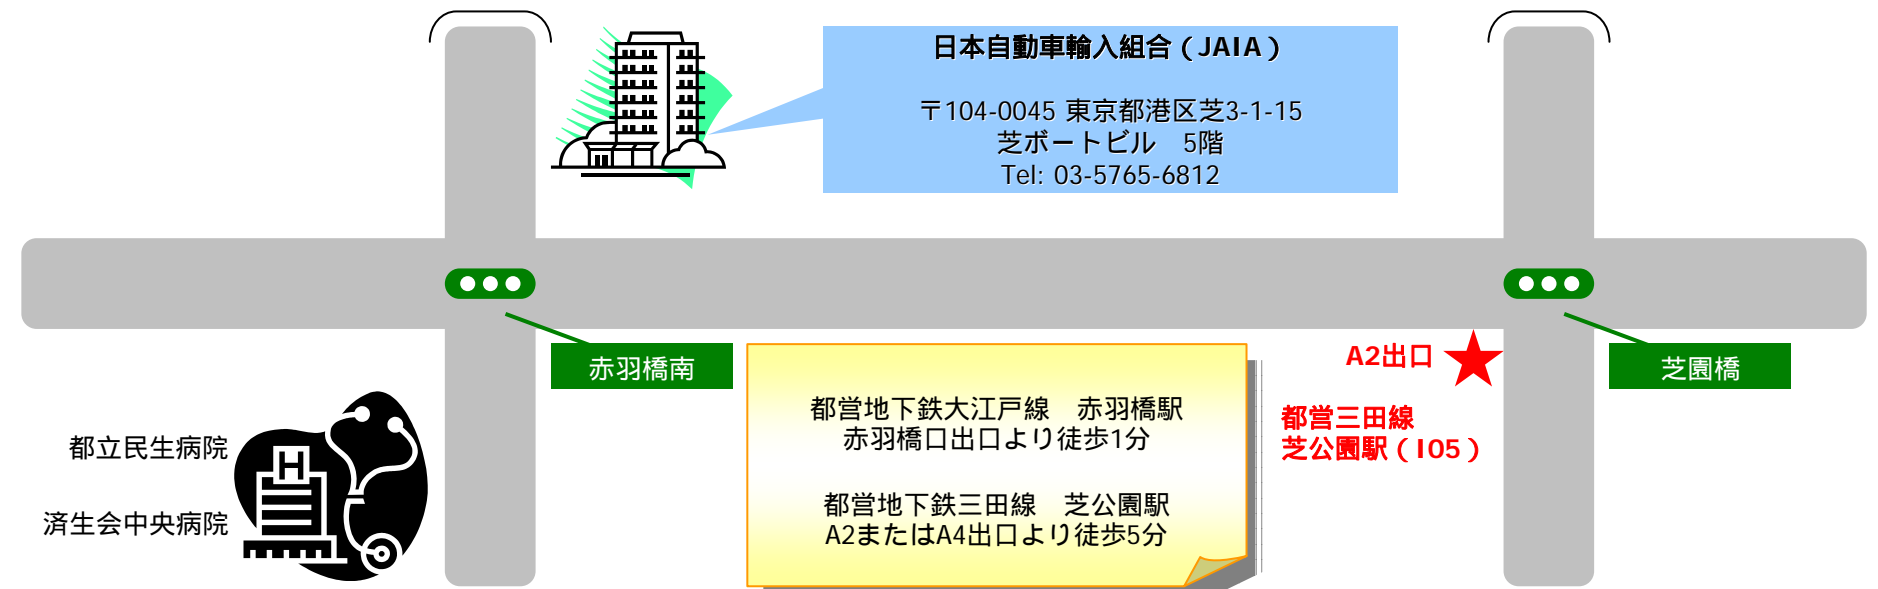 日本自動車輸入組合（JAIA）
〒104-0045 東京都港区芝3-1-15
芝ボートビル　5階
Tel: 03-5765-6812
赤羽橋南
A2出口
芝園橋
都営三田線
芝公園駅（I05）
都営地下鉄大江戸線　赤羽橋駅
赤羽橋口出口より徒歩1分
都営地下鉄三田線　芝公園駅
A2またはA4出口より徒歩5分
都立民生病院
済生会中央病院
H